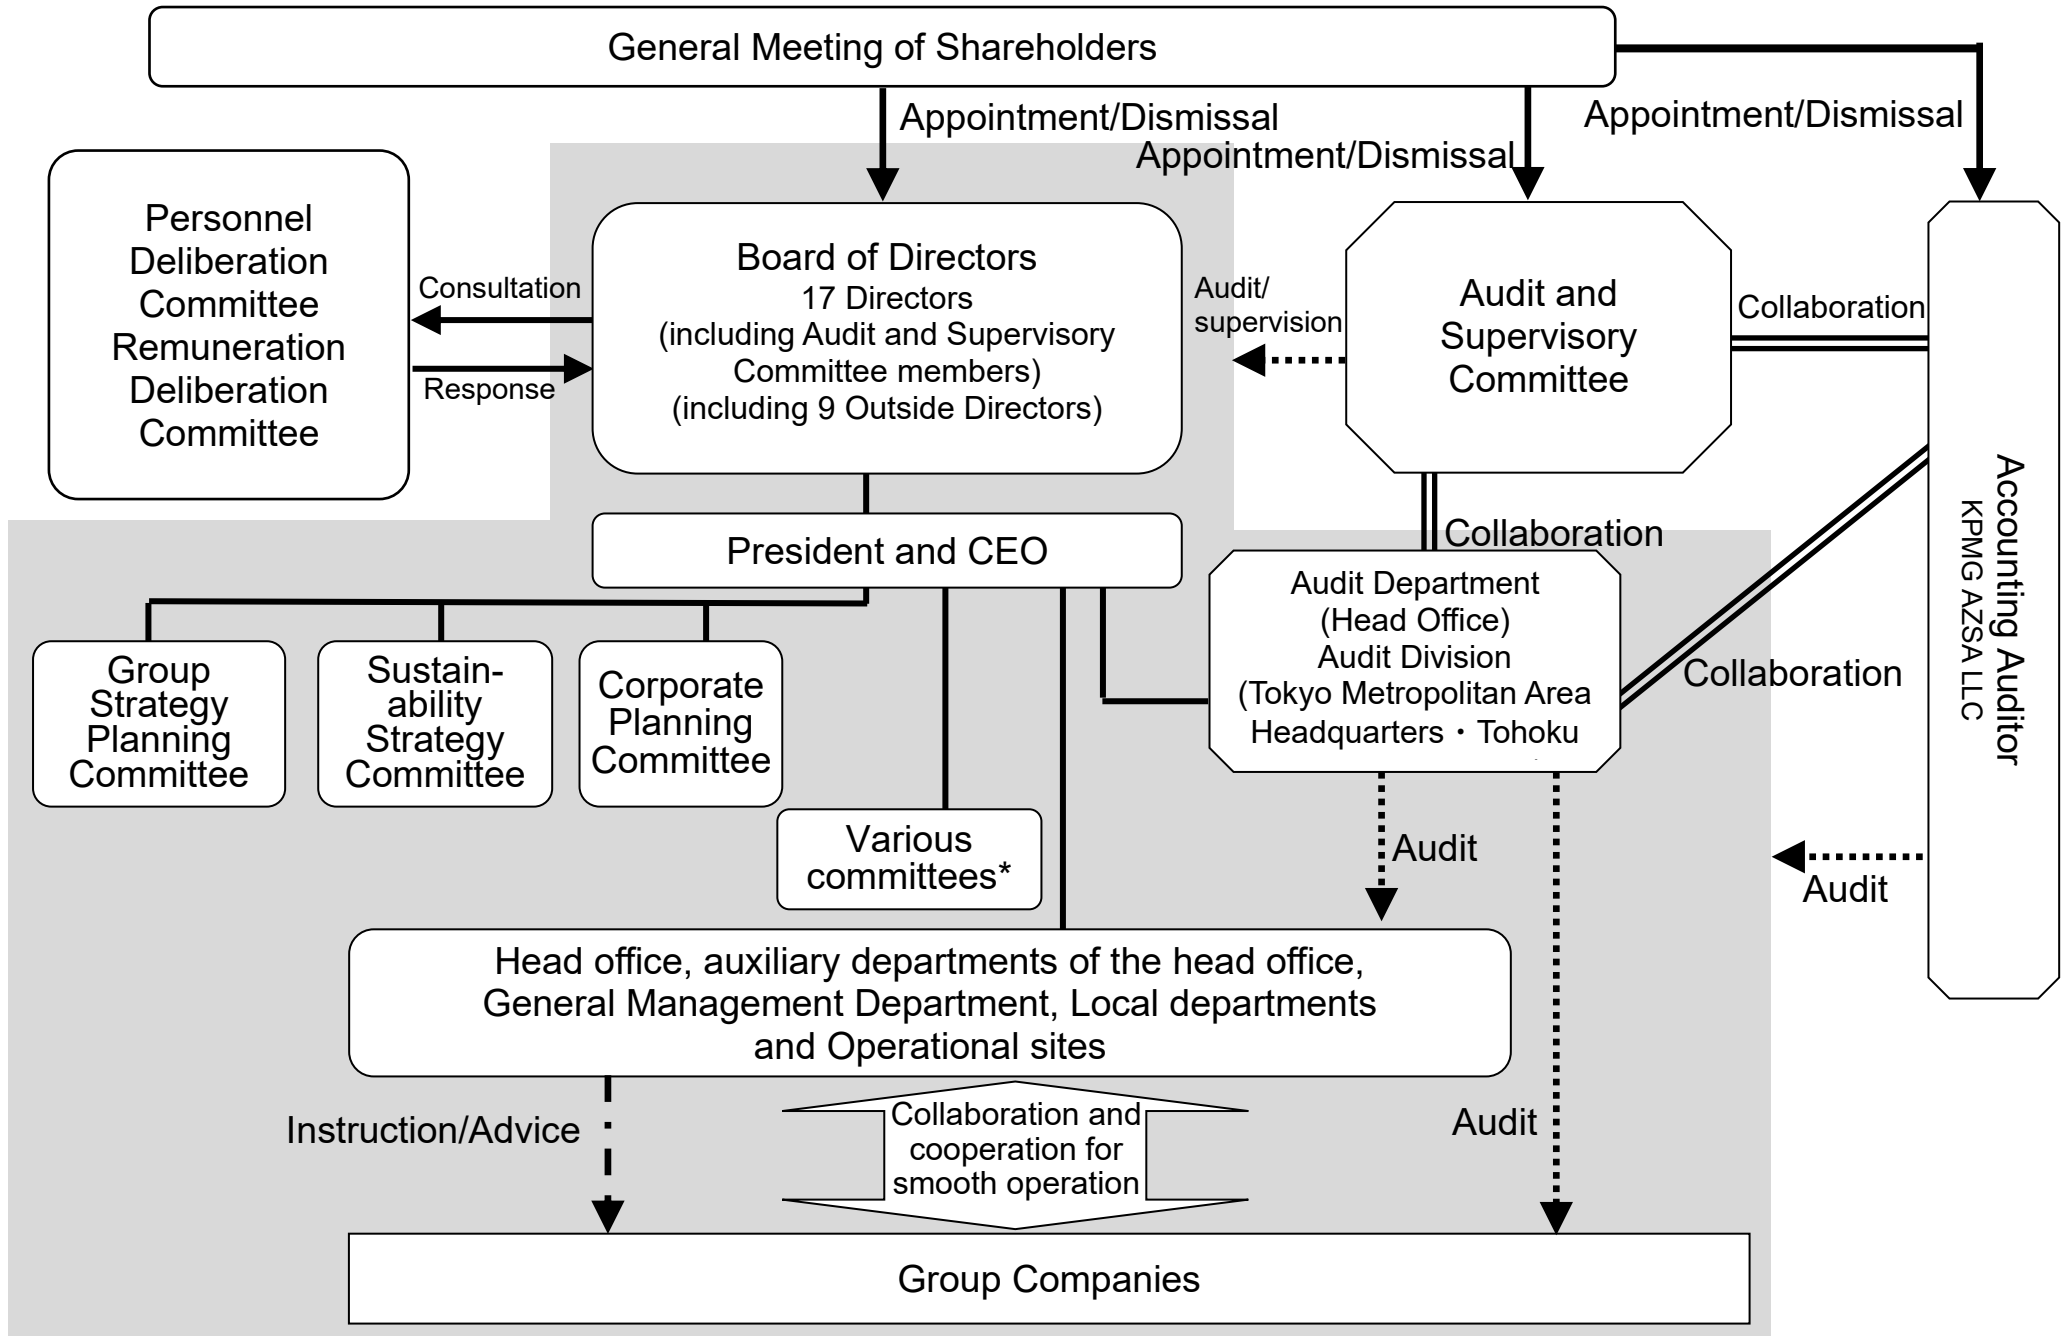 General Meeting of Shareholders
Appointment/Dismissal
Appointment/Dismissal
Appointment/Dismissal
Personnel
Deliberation
Committee
Remuneration
Deliberation
Committee
Consultation
Response
Board of Directors
17 Directors
(including Audit and Supervisory
Committee members)
(including 9 Outside Directors)
Audit/
supervision
Audit and
Supervisory
Committee
Collaboration
Accounting Auditor
KPMG AZSA LLC
President and CEO
Collaboration
Audit Department
(Head Office)
Audit Division
(Tokyo Metropolitan Area
Headquarters・Tohoku
Collaboration
Group
Strategy
Planning
Committee
Sustain-
ability
Strategy
Committee
Corporate
Planning
Committee
Various
committees*
Audit
Audit
Head office, auxiliary departments of the head office,
General Management Department, Local departments
and Operational sites
Instruction/Advice
Collaboration and
cooperation for
smooth operation
Audit
Group Companies